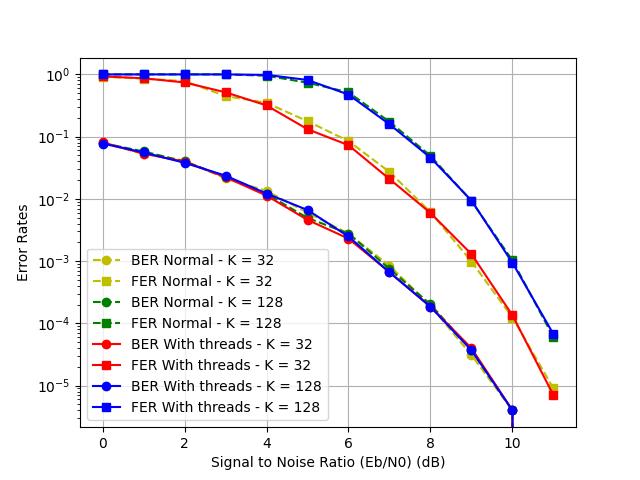 10⁰
10⁻¹
10⁻²
10⁻³
10⁻⁴
10⁻⁵
Error Rates
BER Normal - K = 32
FER Normal - K = 32
BER Normal - K = 128
FER Normal - K = 128
BER With threads - K = 32
FER With threads - K = 32
BER With threads - K = 128
FER With threads - K = 128
0 2 4 6 8 10
Signal to Noise Ratio (Eb/N0) (dB)